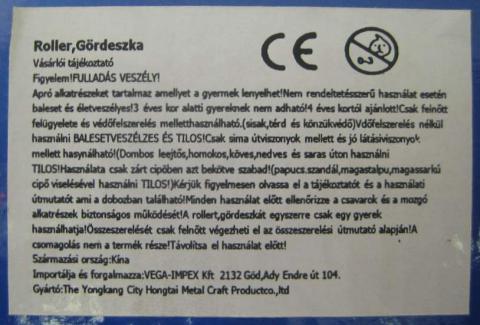 Roller,Gördeszka
Vásárlói tájékoztató
Figyelem!FULLADÁS VESZÉLY!
Apró alkatrészeket tartalmaz amellyet a gyermek lenyelhet!Nem rendeltetésszerű használat esetén
baleset és életveszélyes!3 éves kor alatti gyereknek nem adható!4 éves kortól ajánlott!Csak felnőtt
felügyelete és védőfelszerelés melletthasználható.(sisak,térd és könzükvédő)Vdőfelszerelés nélkül
használni BALESETVESZÉLZES és TILOS!Csak sima útviszonyok mellett és jó látásiviszonyok
mellett hasynálható!(Dombos leejtős,homokos,köves,nedves és saras úton használni
TILOS!)Használata csak zárt cipőben azt bekötve szabad!(papucs.szandál,magastalpu,magassarkú
cipő viselésével használni TILOS!)Kérjük figyelmesen olvassa el a tájékoztatót és a használati
útmutatót ami a dobozban található!Minden használat előtt ellenőrizze a csavarok és a mozgó
alkatrészek biztonságos működését!A rollert,gördeszkát egyszerre csak egy gyerek
használhatja!Összeszerelését csak felnőtt végezheti el az összeszerelési útmutató alapján!A
csomagolás nem a termék része!Távolítsa el használat előtt!
Származási ország:Kína
Importálja és forgalmazza:VEGA-IMPEX Kft 2132 Göd,Ady Endre út 104.
Gyártó:The Yongkang City Hongtai Metal Craft Productco.,ltd
CE